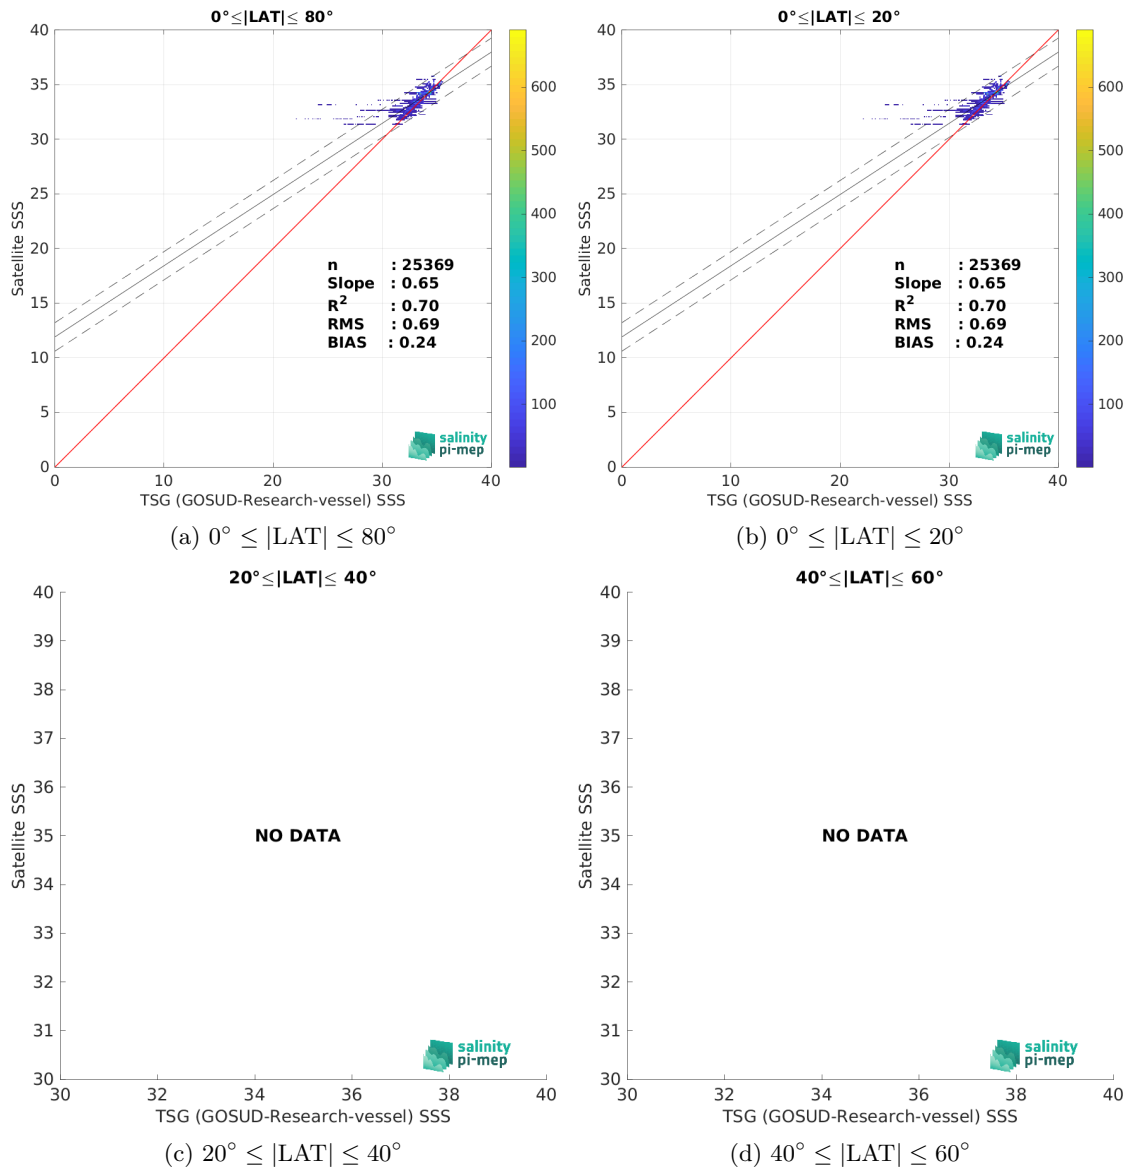 0°≤|LAT|≤ 80°
40
35
30
25
20
15
10
5
0
Satellite SSS
n : 25369
Slope : 0.65
R² : 0.70
RMS : 0.69
BIAS : 0.24
salinity
pi-mep
0 10 20 30 40
TSG (GOSUD-Research-vessel) SSS
600
500
400
300
200
100
(a) 0° ≤ |LAT| ≤ 80°
0°≤|LAT|≤ 20°
40
35
30
25
20
15
10
5
0
Satellite SSS
n : 25369
Slope : 0.65
R² : 0.70
RMS : 0.69
BIAS : 0.24
salinity
pi-mep
0 10 20 30 40
TSG (GOSUD-Research-vessel) SSS
600
500
400
300
200
100
(b) 0° ≤ |LAT| ≤ 20°
20°≤|LAT|≤ 40°
40
39
38
37
36
35
34
33
32
31
30
Satellite SSS
NO DATA
salinity
pi-mep
30 32 34 36 38 40
TSG (GOSUD-Research-vessel) SSS
(c) 20° ≤ |LAT| ≤ 40°
40°≤|LAT|≤ 60°
40
39
38
37
36
35
34
33
32
31
30
Satellite SSS
NO DATA
salinity
pi-mep
30 32 34 36 38 40
TSG (GOSUD-Research-vessel) SSS
(d) 40° ≤ |LAT| ≤ 60°